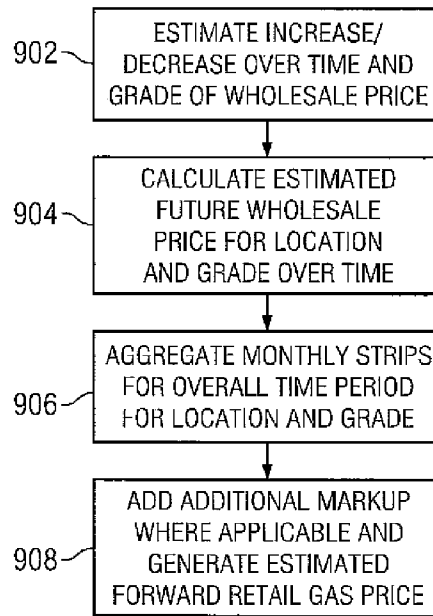 902
ESTIMATE INCREASE/
DECREASE OVER TIME AND
GRADE OF WHOLESALE PRICE
904
CALCULATE ESTIMATED
FUTURE WHOLESALE
PRICE FOR LOCATION
AND GRADE OVER TIME
906
AGGREGATE MONTHLY STRIPS
FOR OVERALL TIME PERIOD
FOR LOCATION AND GRADE
908
ADD ADDITIONAL MARKUP
WHERE APPLICABLE AND
GENERATE ESTIMATED
FORWARD RETAIL GAS PRICE